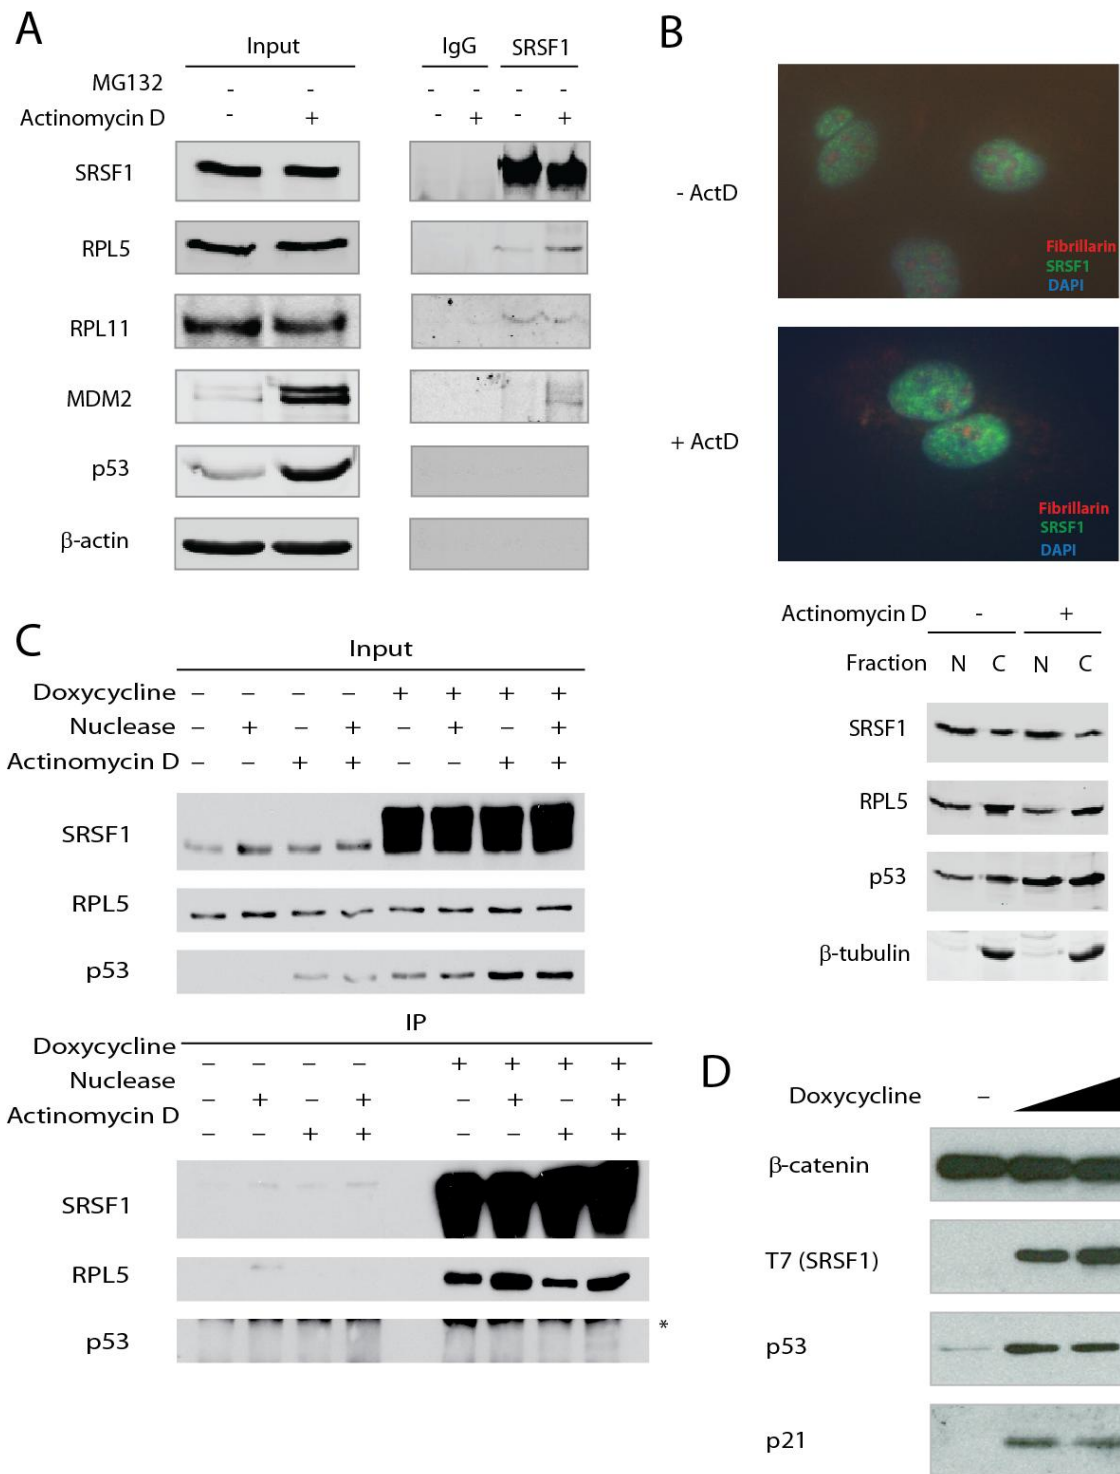 A
Input IgG SRSF1
MG132 - - - - - -
Actinomycin D - + - + - +
SRSF1
RPL5
RPL11
MDM2
p53
β-actin
B
- ActD
Fibrillarin
SRSF1
DAPI
+ ActD
Fibrillarin
SRSF1
DAPI
Actinomycin D - +
Fraction N C N C
SRSF1
RPL5
p53
β-tubulin
C
Input
Doxycycline – – – – + + + +
Nuclease – + – + – + – +
Actinomycin D – – + + – – + +
SRSF1
RPL5
p53
IP
Doxycycline – – – – + + + +
Nuclease – + – + – + – +
Actinomycin D – – + + – – + +
SRSF1
RPL5
p53 *
D
Doxycycline –
β-catenin
T7 (SRSF1)
p53
p21